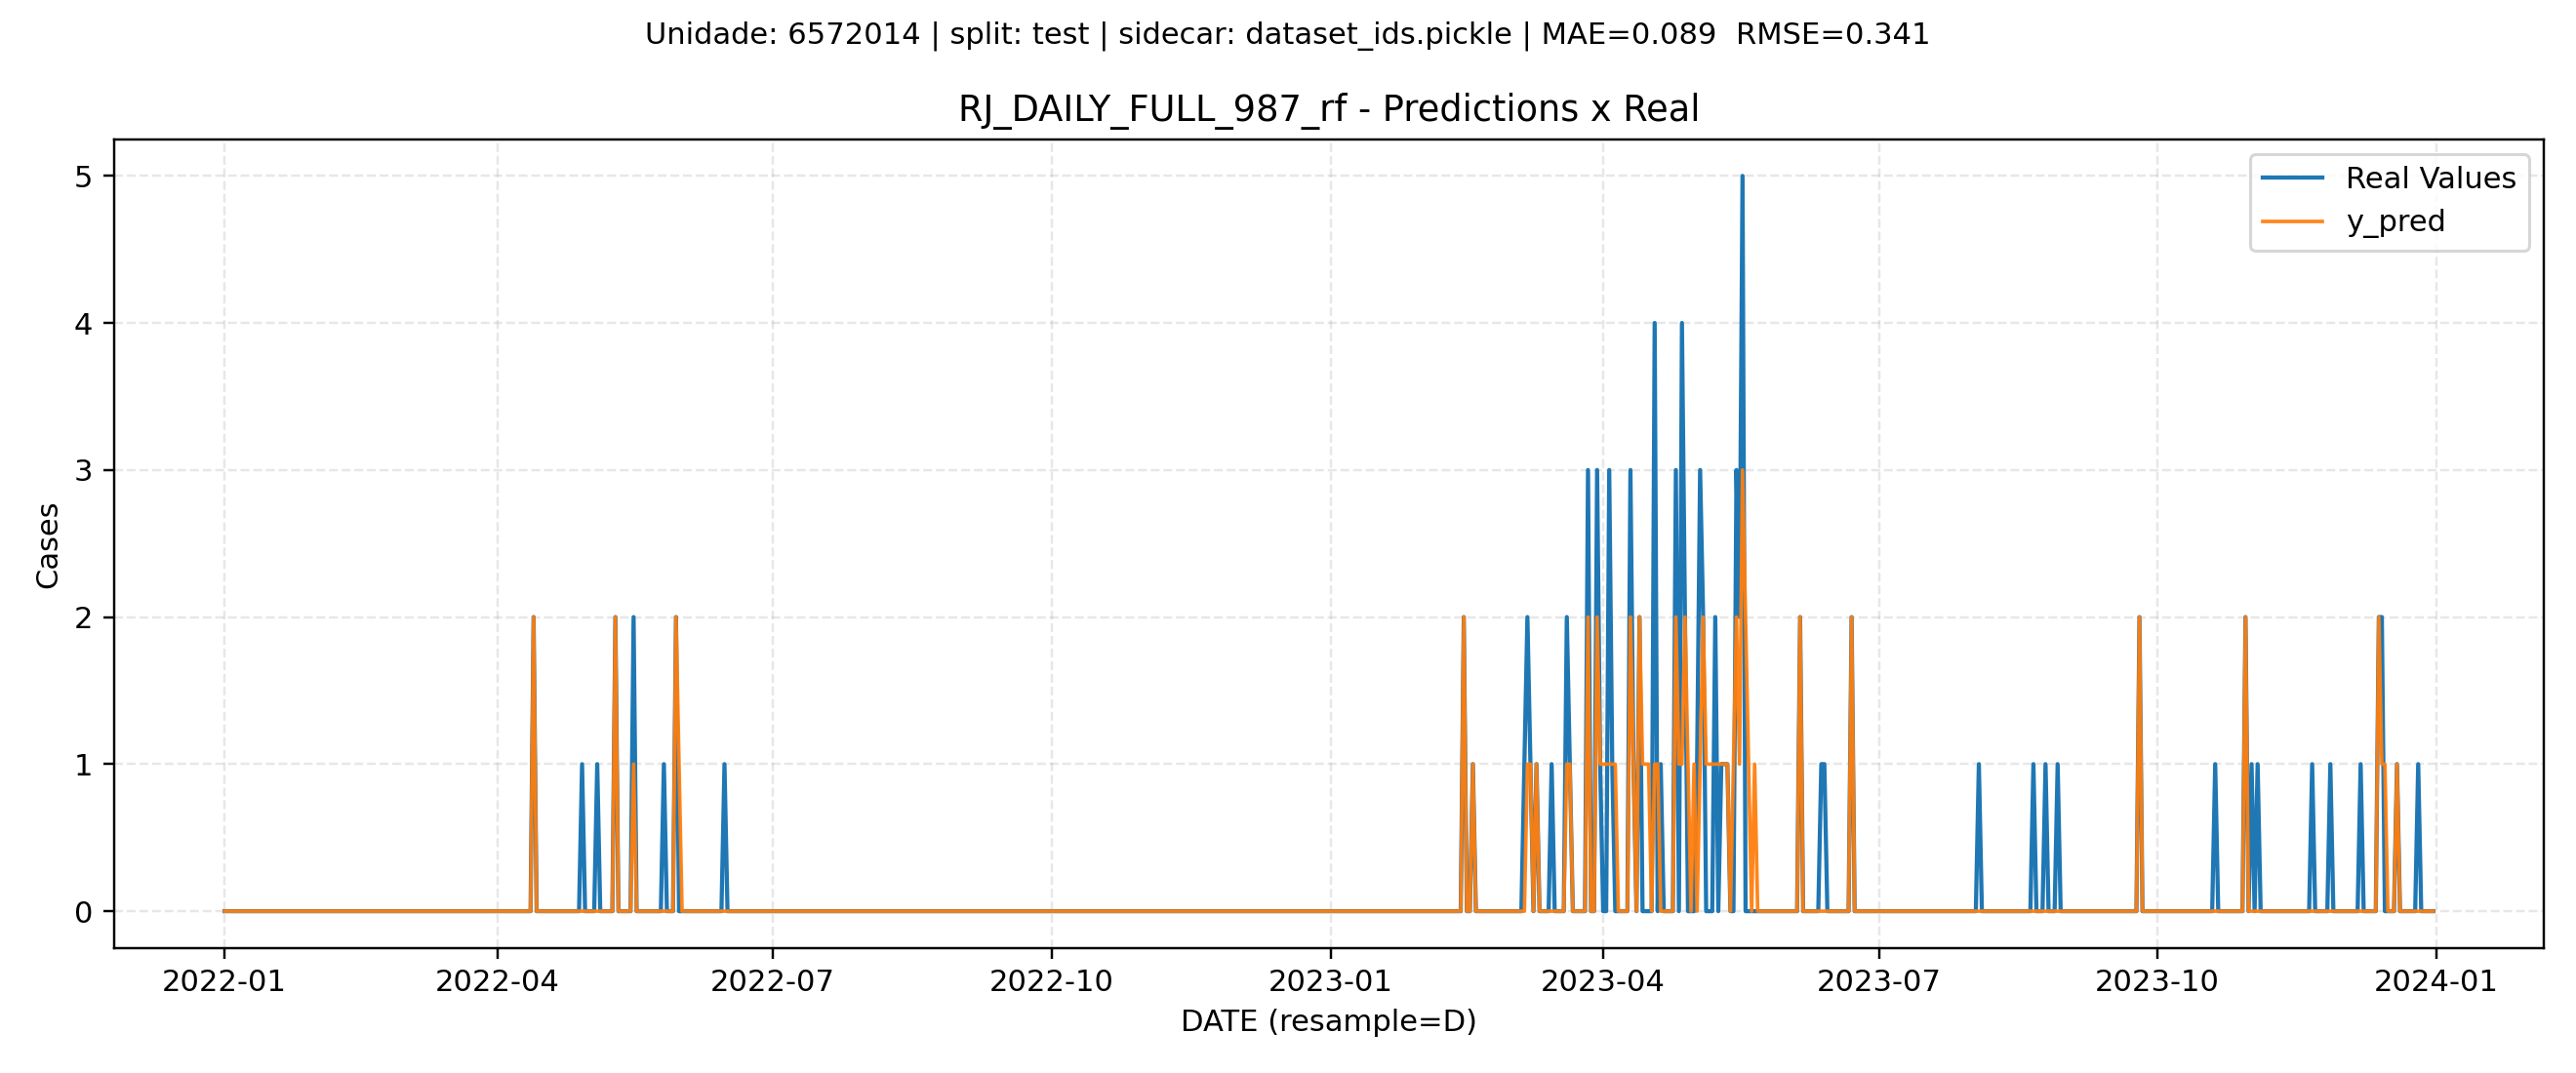 Unidade: 6572014 | split: test | sidecar: dataset_ids.pickle | MAE=0.089  RMSE=0.341
RJ_DAILY_FULL_987_rf - Predictions x Real
Real Values
y_pred
Cases
5
4
3
2
1
0
2022-01
2022-04
2022-07
2022-10
2023-01
2023-04
2023-07
2023-10
2024-01
DATE (resample=D)